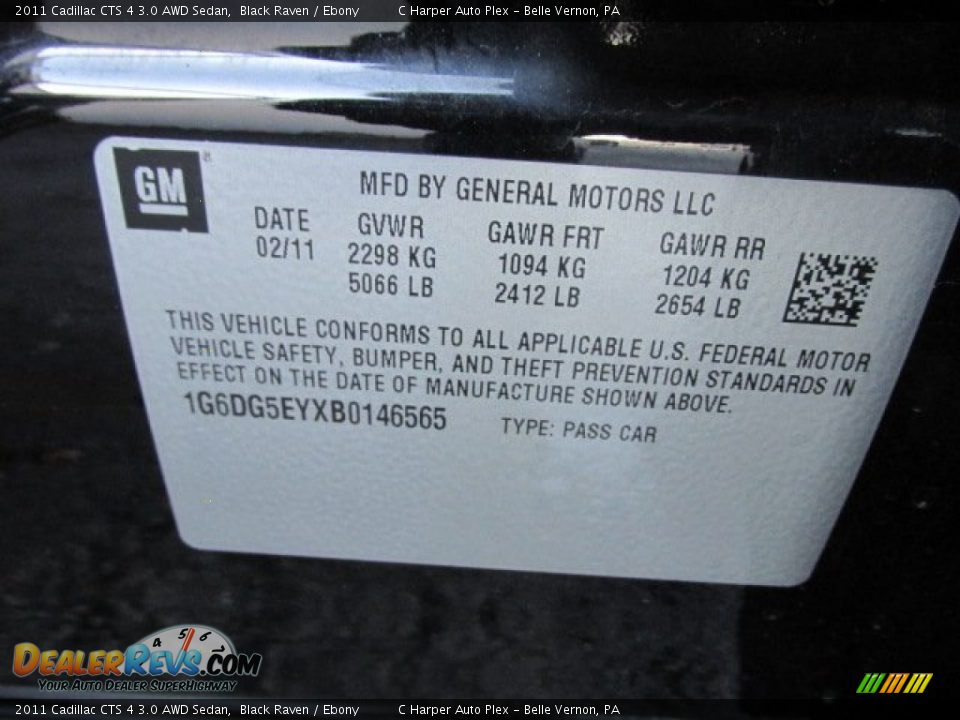 2011 Cadillac CTS 4 3.0 AWD Sedan, Black Raven / Ebony C Harper Auto Plex - Belle Vernon, PA
GM
MFD BY GENERAL MOTORS LLC
DATE GVWR GAWR FRT GAWR RR
02/11 2298 KG 1094 KG 1204 KG
5066 LB 2412 LB 2654 LB
THIS VEHICLE CONFORMS TO ALL APPLICABLE U.S. FEDERAL MOTOR
VEHICLE SAFETY, BUMPER, AND THEFT PREVENTION STANDARDS IN
EFFECT ON THE DATE OF MANUFACTURE SHOWN ABOVE.
1G6DG5EYXB0146565 TYPE: PASS CAR
4 5 6 7
DEALERREVS.COM
YOUR AUTO DEALER SUPERHIGHWAY
2011 Cadillac CTS 4 3.0 AWD Sedan, Black Raven / Ebony C Harper Auto Plex - Belle Vernon, PA